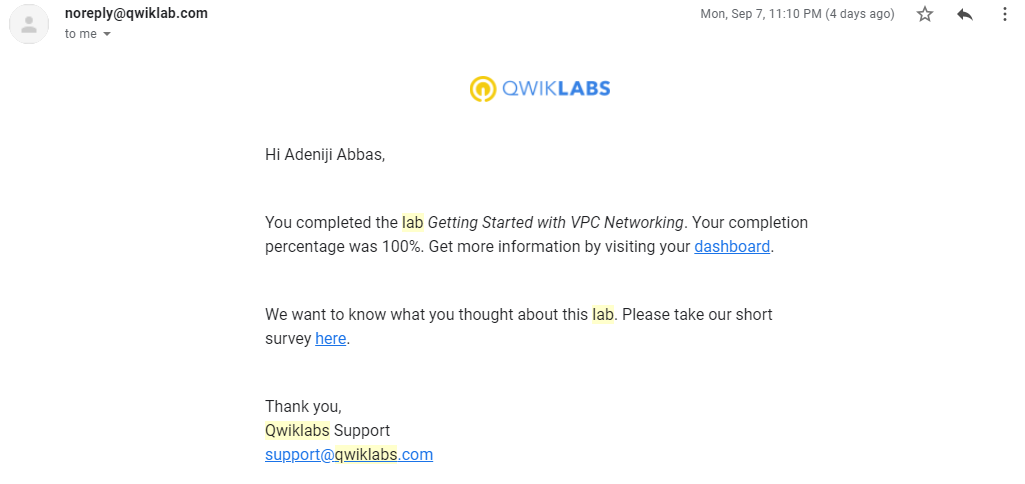 noreply@qwiklab.com
Mon, Sep 7, 11:10 PM (4 days ago)
to me
QWIKLABS
Hi Adeniji Abbas,
You completed the lab Getting Started with VPC Networking. Your completion
percentage was 100%. Get more information by visiting your dashboard.
We want to know what you thought about this lab. Please take our short
survey here.
Thank you,
Qwiklabs Support
support@qwiklabs.com